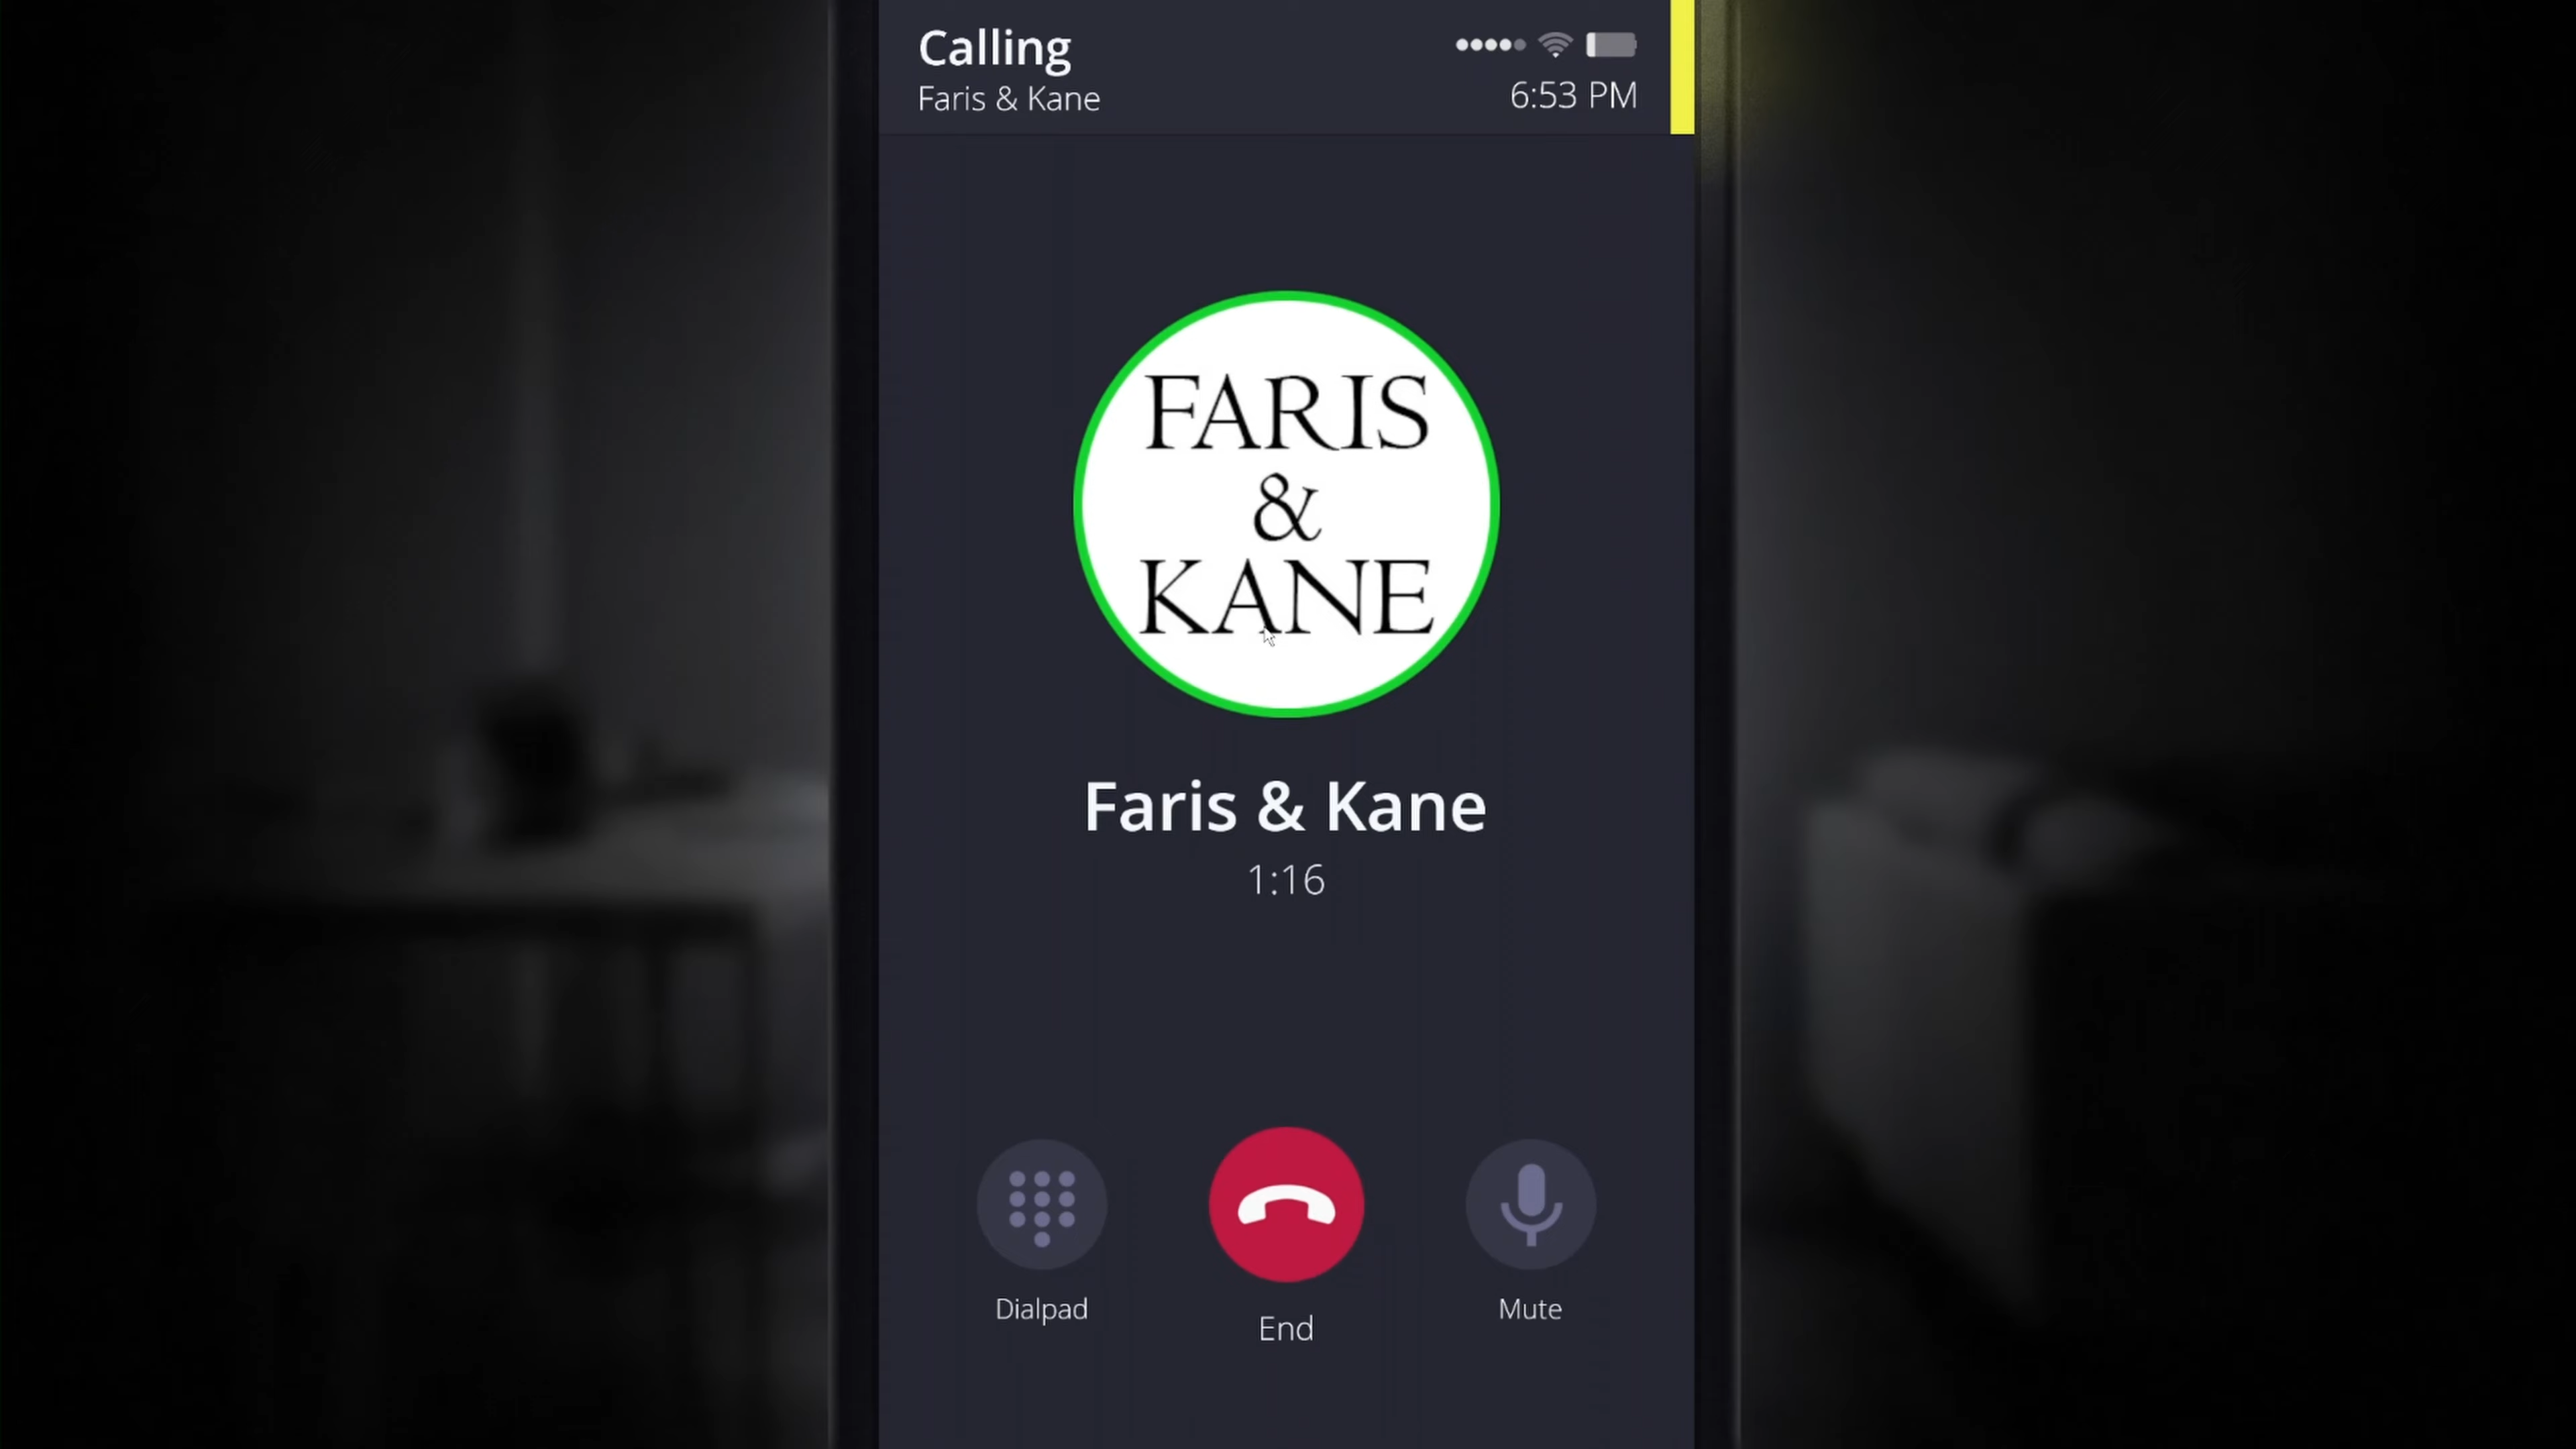 Calling
Faris & Kane
6:53 PM
FARIS
&
KANE
Faris & Kane
1:16
Dialpad
End
Mute